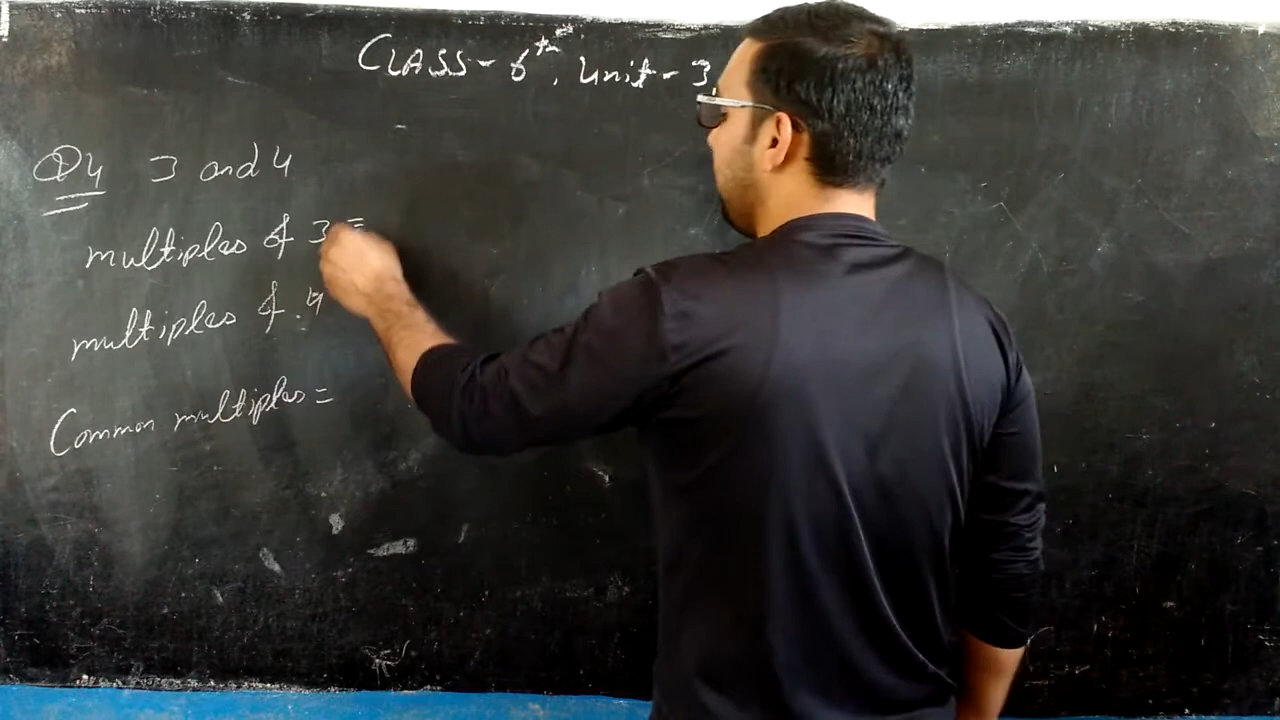 CLASS - 6th, Unit - 3
Q4 3 and 4
multiples of 3 =
multiples of 4
Common multiples =